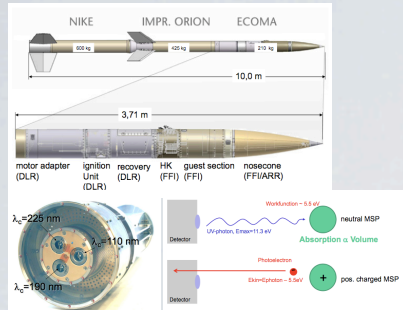 NIKE IMPR. ORION ECOMA
600 kg 425 kg 210 kg
10,0 m
3,71 m
motor adapter (DLR)
ignition Unit (DLR)
recovery (DLR)
HK (FFI)
guest section (FFI)
nosecone (FFI/ARR)
λc=225 nm
λc=110 nm
λc=190 nm
Workfunction ~ 5.5 eV
Detector
UV-photon, Emax=11.3 eV
neutral MSP
Absorption α Volume
Photoelectron
Detector
Ekin=Ephoton - 5.5eV
+
pos. charged MSP